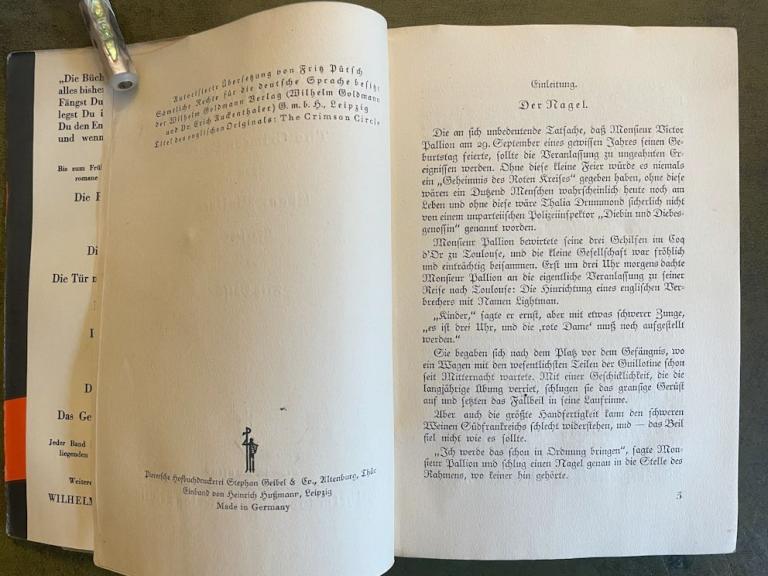 „Die Büch
alles bishe
Fängst Du
legst Du i
Du den En
und wenn
Bis zum Früh
romane
Die
Di
Die Tür
D
Das Ge
Jeder Band
liegenden
Weitere
WILHELM
Autorisierte Übersetzung von Fritz Pütsch
Sämtliche Rechte für die deutsche Sprache besitzt
der Wilhelm Goldmann Verlag (Wilhelm Goldmann
und Dr. Erich Auckenthaler) G. m. b. H., Leipzig
Titel des englischen Originals: The Crimson Circle
Pierersche Hofbuchdruckerei Stephan Geibel & Co., Altenburg, Thür.
Einband von Heinrich Hußmann, Leipzig
Made in Germany
Einleitung.
Der Nagel.
Die an sich unbedeutende Tatsache, daß Monsieur Victor
Pallion am 29. September eines gewissen Jahres seinen Ge-
burtstag feierte, sollte die Veranlassung zu ungeahnten Er-
eignissen werden. Ohne diese kleine Feier würde es niemals
ein „Geheimnis des Roten Kreises“ gegeben haben, ohne diese
wären ein Dutzend Menschen wahrscheinlich heute noch am
Leben und ohne diese wäre Thalia Drummond sicherlich nicht
von einem unparteiischen Polizeiinspektor „Diebin und Diebes-
genossin“ genannt worden.
Monsieur Pallion bewirtete seine drei Gehilfen im Coq
d'Or zu Toulouse, und die kleine Gesellschaft war fröhlich
und einträchtig beisammen. Erst um drei Uhr morgens dachte
Monsieur Pallion an die eigentliche Veranlassung zu seiner
Reise nach Toulouse: Die Hinrichtung eines englischen Ver-
brechers mit Namen Lightman.
„Kinder,“ sagte er ernst, aber mit etwas schwerer Zunge,
„es ist drei Uhr, und die ‚rote Dame‘ muß noch aufgestellt
werden.“
Sie begaben sich nach dem Platz vor dem Gefängnis, wo
ein Wagen mit den wesentlichsten Teilen der Guillotine schon
seit Mitternacht wartete. Mit einer Geschicklichkeit, die die
langjährige Übung verriet, schlugen sie das grausige Gerüst
auf und setzten das Fallbeil in seine Laufrinne.
Aber auch die größte Handfertigkeit kann den schweren
Weinen Südfrankreichs schlecht widerstehen, und — das Beil
fiel nicht wie es sollte.
„Ich werde das schon in Ordnung bringen“, sagte Mon-
sieur Pallion und schlug einen Nagel genau in die Stelle des
Rahmens, wo keiner hin gehörte.
5